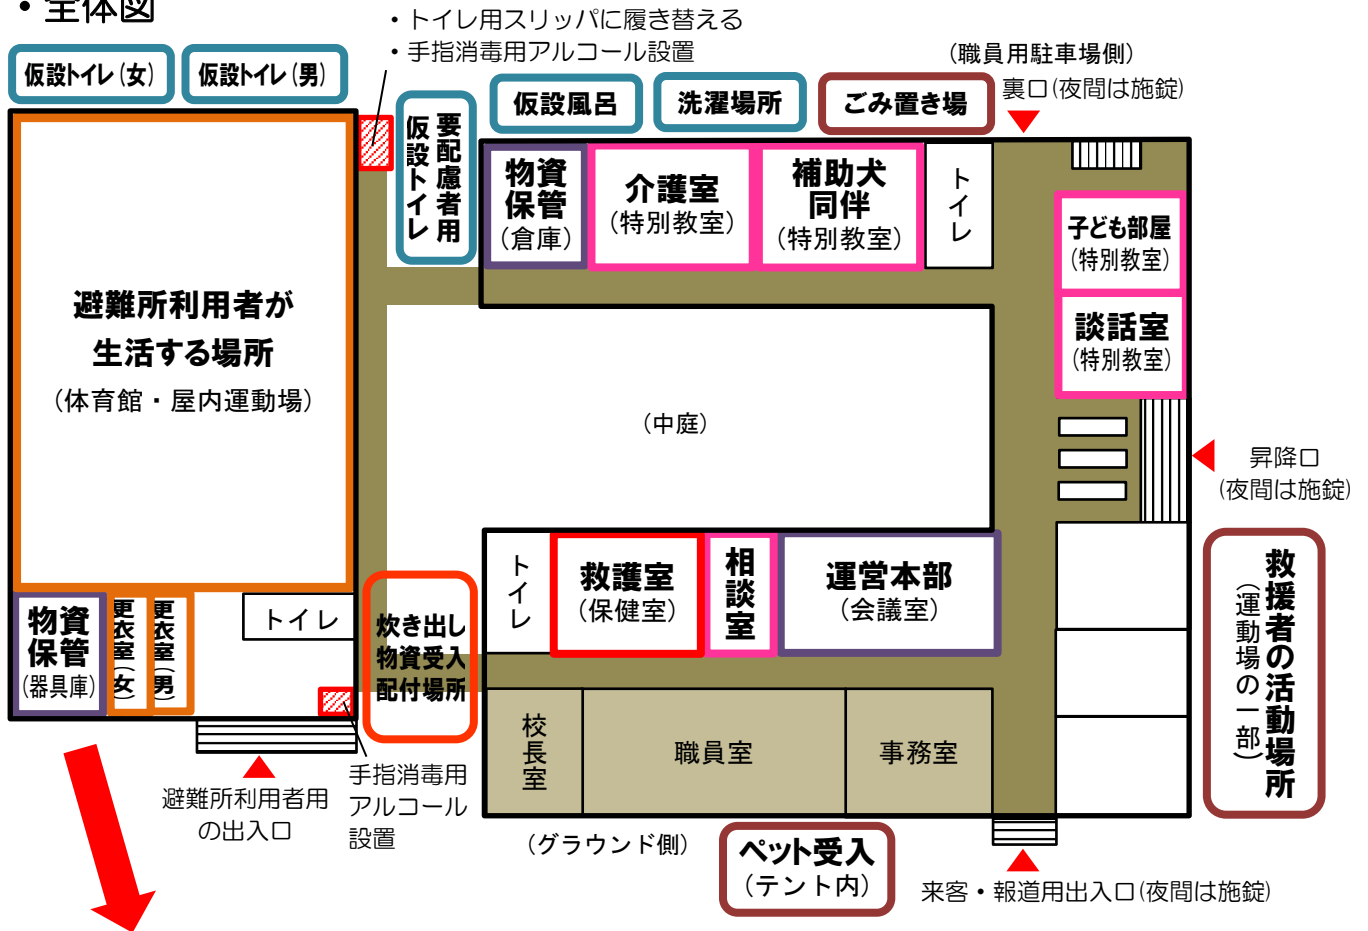 ・全体図
・トイレ用スリッパに履き替える
・手指消毒用アルコール設置
仮設トイレ(女)
仮設トイレ(男)
要配慮者用
仮設トイレ
仮設風呂
洗濯場所
ごみ置き場
(職員用駐車場側)
裏口(夜間は施錠)
物資
保管
(倉庫)
介護室
(特別教室)
補助犬
同伴
(特別教室)
トイレ
子ども部屋
(特別教室)
談話室
(特別教室)
避難所利用者が
生活する場所
(体育館・屋内運動場)
(中庭)
昇降口
(夜間は施錠)
トイレ
救護室
(保健室)
相談室
運営本部
(会議室)
救援者の活動場所
(運動場の一部)
物資
保管
(器具庫)
更衣室(女)
更衣室(男)
トイレ
炊き出し
物資受入
配付場所
校長室
職員室
事務室
避難所利用者用
の出入口
手指消毒用
アルコール
設置
(グラウンド側)
ペット受入
(テント内)
来客・報道用出入口(夜間は施錠)